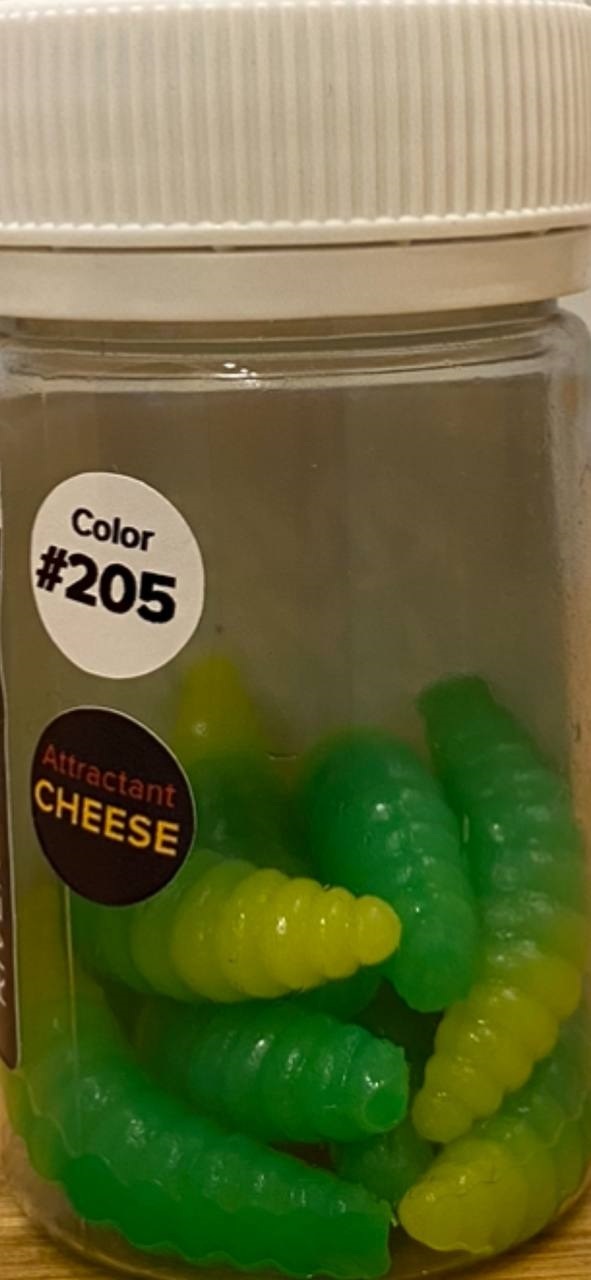 Color
#205
Attractant
CHEESE